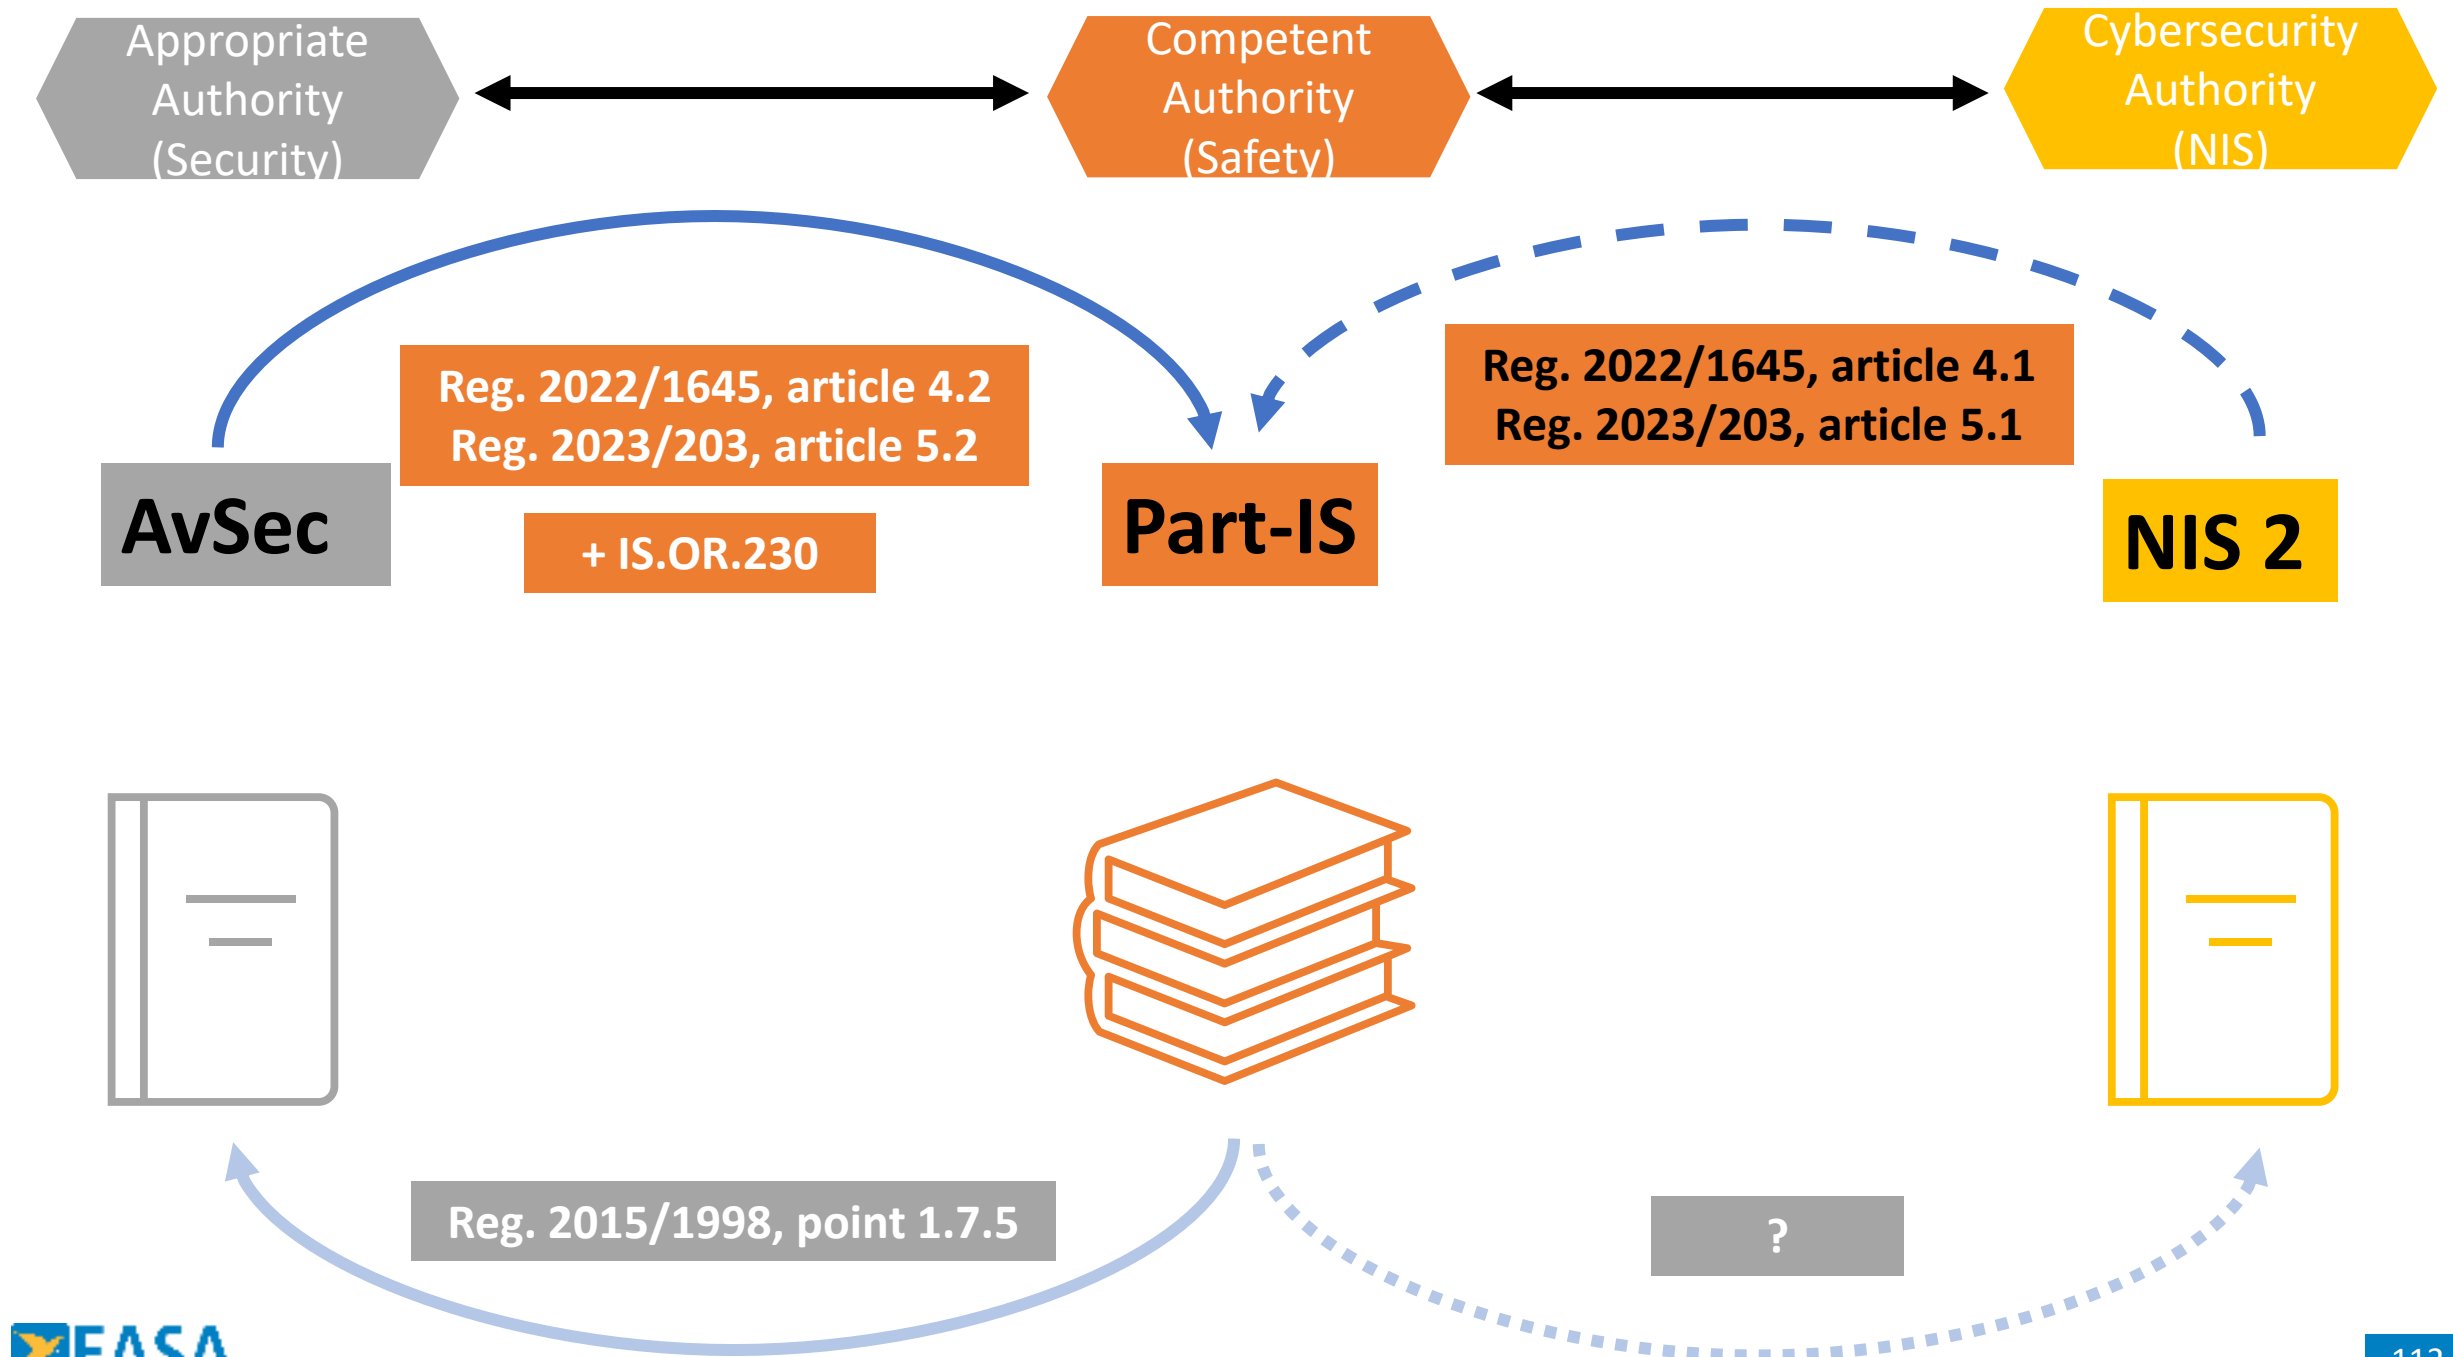 Appropriate
Authority
(Security)
Competent
Authority
(Safety)
Cybersecurity
Authority
(NIS)
Reg. 2022/1645, article 4.2
Reg. 2023/203, article 5.2
+ IS.OR.230
Reg. 2022/1645, article 4.1
Reg. 2023/203, article 5.1
AvSec
Part-IS
NIS 2
Reg. 2015/1998, point 1.7.5
?
EASA